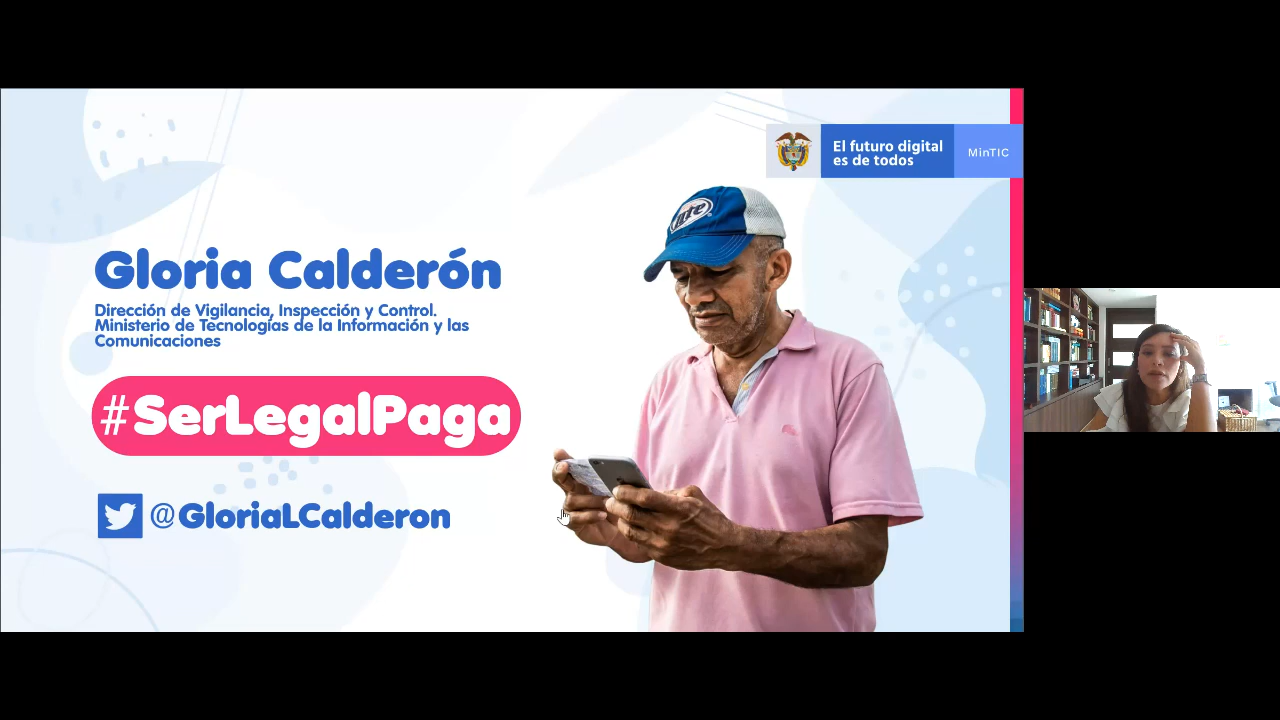 El futuro digital
es de todos
MinTIC
Gloria Calderón
Dirección de Vigilancia, Inspección y Control.
Ministerio de Tecnologías de la Información y las
Comunicaciones
#SerLegalPaga
@GloriaLCalderon